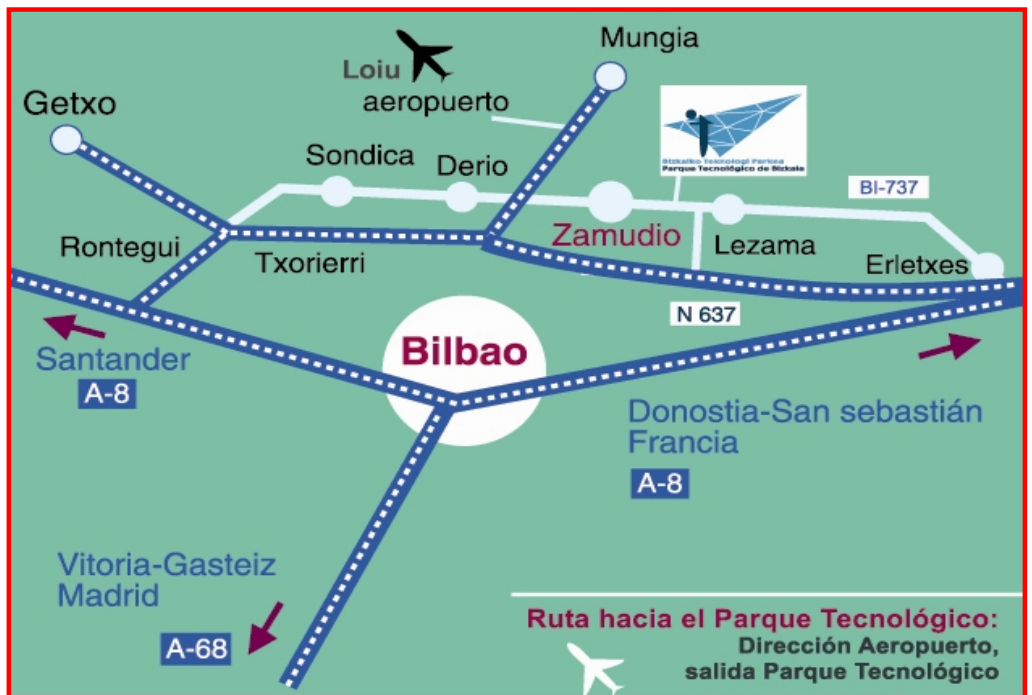 Mungia
Loiu
aeropuerto
Getxo
Sondica
Derio
Bizkaiko Teknologi Parkea
Parque Tecnológico de Bizkaia
BI-737
Rontegui
Txorierri
Zamudio
Lezama
Erletxes
N 637
Bilbao
Santander
A-8
Donostia-San sebastián
Francia
A-8
Vitoria-Gasteiz
Madrid
A-68
Ruta hacia el Parque Tecnológico:
Dirección Aeropuerto,
salida Parque Tecnológico